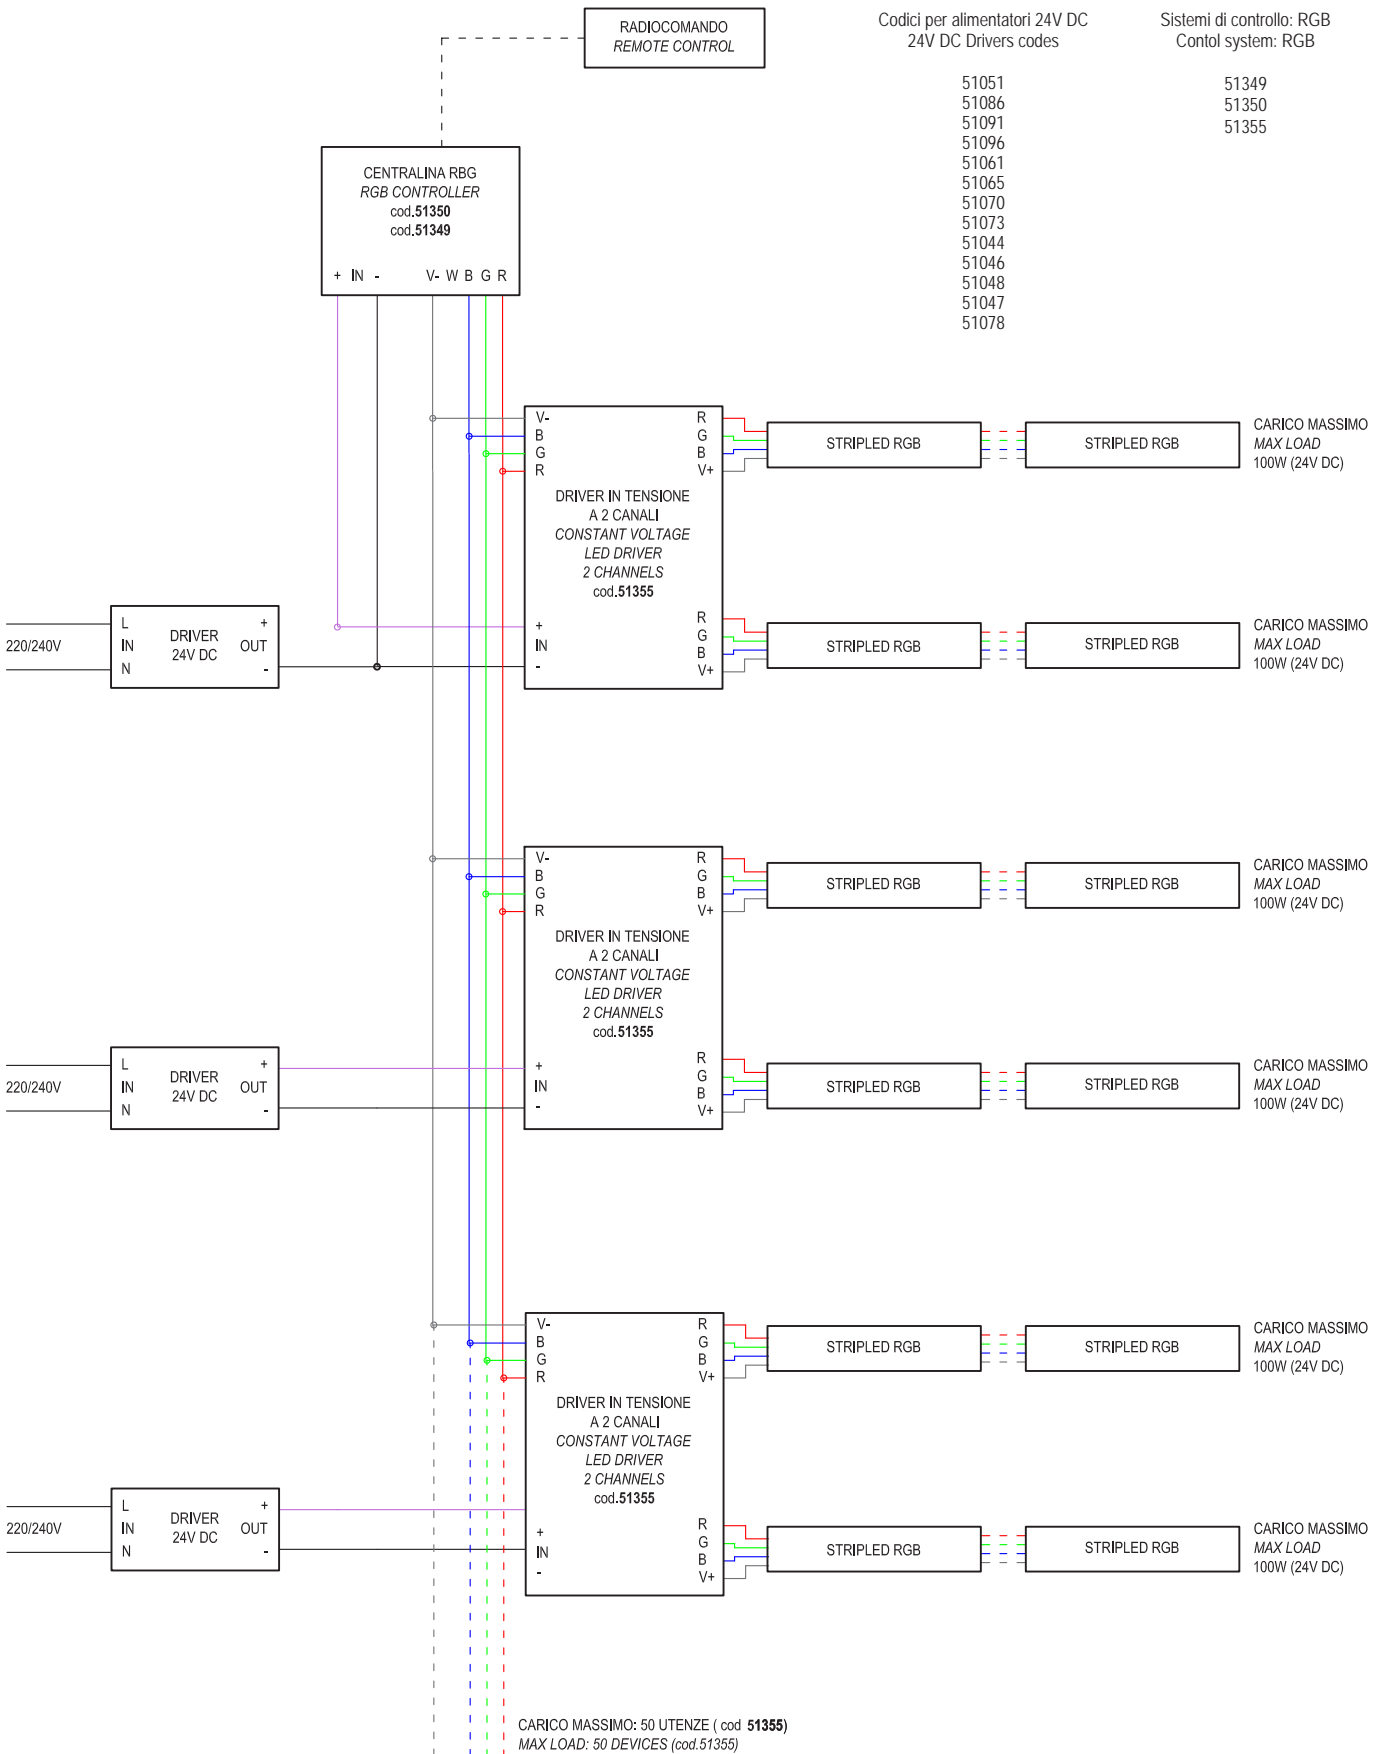 RADIOCOMANDO
REMOTE CONTROL
Codici per alimentatori 24V DC
24V DC Drivers codes
51051
51086
51091
51096
51061
51065
51070
51073
51044
51046
51048
51047
51078
Sistemi di controllo: RGB
Contol system: RGB
51349
51350
51355
CENTRALINA RBG
RGB CONTROLLER
cod.51350
cod.51349
+ IN - V- W B G R
V-
B
G
R
DRIVER IN TENSIONE
A 2 CANALI
CONSTANT VOLTAGE
LED DRIVER
2 CHANNELS
cod.51355
+
IN
-
R
G
B
V+
R
G
B
V+
STRIPLED RGB
STRIPLED RGB
CARICO MASSIMO
MAX LOAD
100W (24V DC)
STRIPLED RGB
STRIPLED RGB
CARICO MASSIMO
MAX LOAD
100W (24V DC)
220/240V
L
IN
N
DRIVER
24V DC
+
OUT
-
V-
B
G
R
DRIVER IN TENSIONE
A 2 CANALI
CONSTANT VOLTAGE
LED DRIVER
2 CHANNELS
cod.51355
+
IN
-
R
G
B
V+
R
G
B
V+
STRIPLED RGB
STRIPLED RGB
CARICO MASSIMO
MAX LOAD
100W (24V DC)
STRIPLED RGB
STRIPLED RGB
CARICO MASSIMO
MAX LOAD
100W (24V DC)
220/240V
L
IN
N
DRIVER
24V DC
+
OUT
-
V-
B
G
R
DRIVER IN TENSIONE
A 2 CANALI
CONSTANT VOLTAGE
LED DRIVER
2 CHANNELS
cod.51355
+
IN
-
R
G
B
V+
R
G
B
V+
STRIPLED RGB
STRIPLED RGB
CARICO MASSIMO
MAX LOAD
100W (24V DC)
STRIPLED RGB
STRIPLED RGB
CARICO MASSIMO
MAX LOAD
100W (24V DC)
220/240V
L
IN
N
DRIVER
24V DC
+
OUT
-
CARICO MASSIMO: 50 UTENZE ( cod 51355)
MAX LOAD: 50 DEVICES (cod.51355)